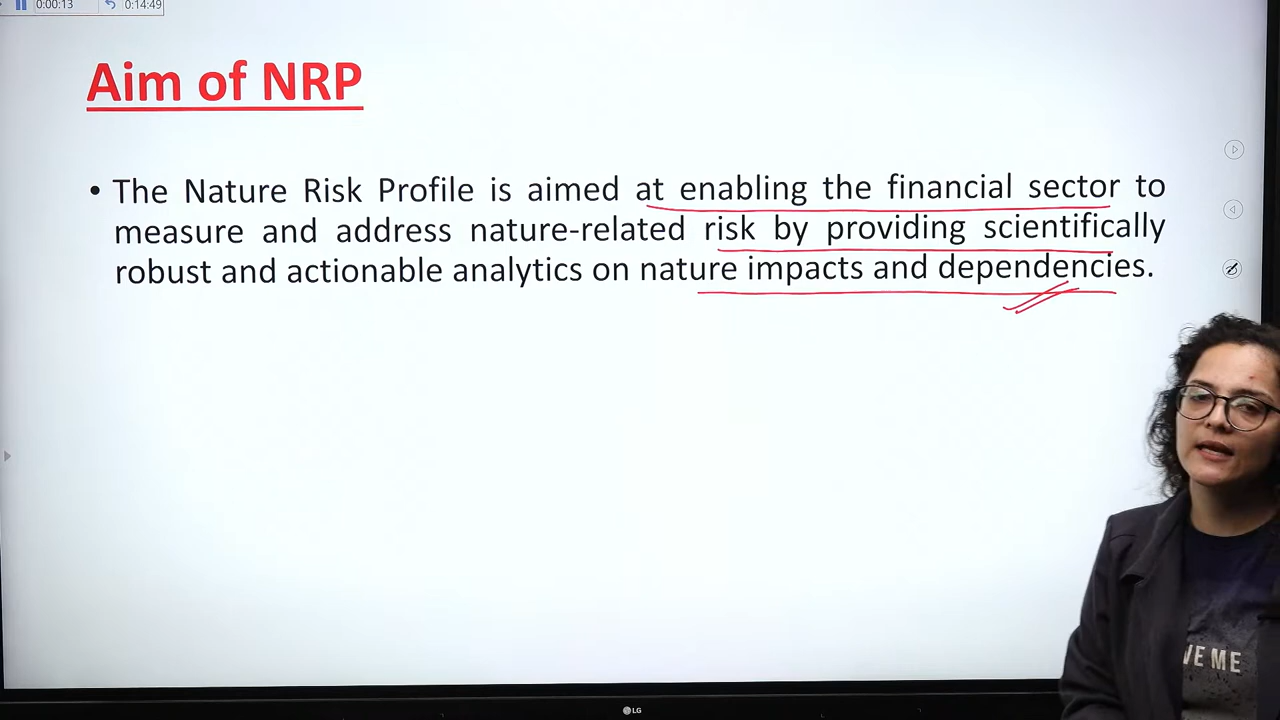 0:00:13 0:14:49
Aim of NRP
• The Nature Risk Profile is aimed at enabling the financial sector to
measure and address nature-related risk by providing scientifically
robust and actionable analytics on nature impacts and dependencies.
VE ME
LG